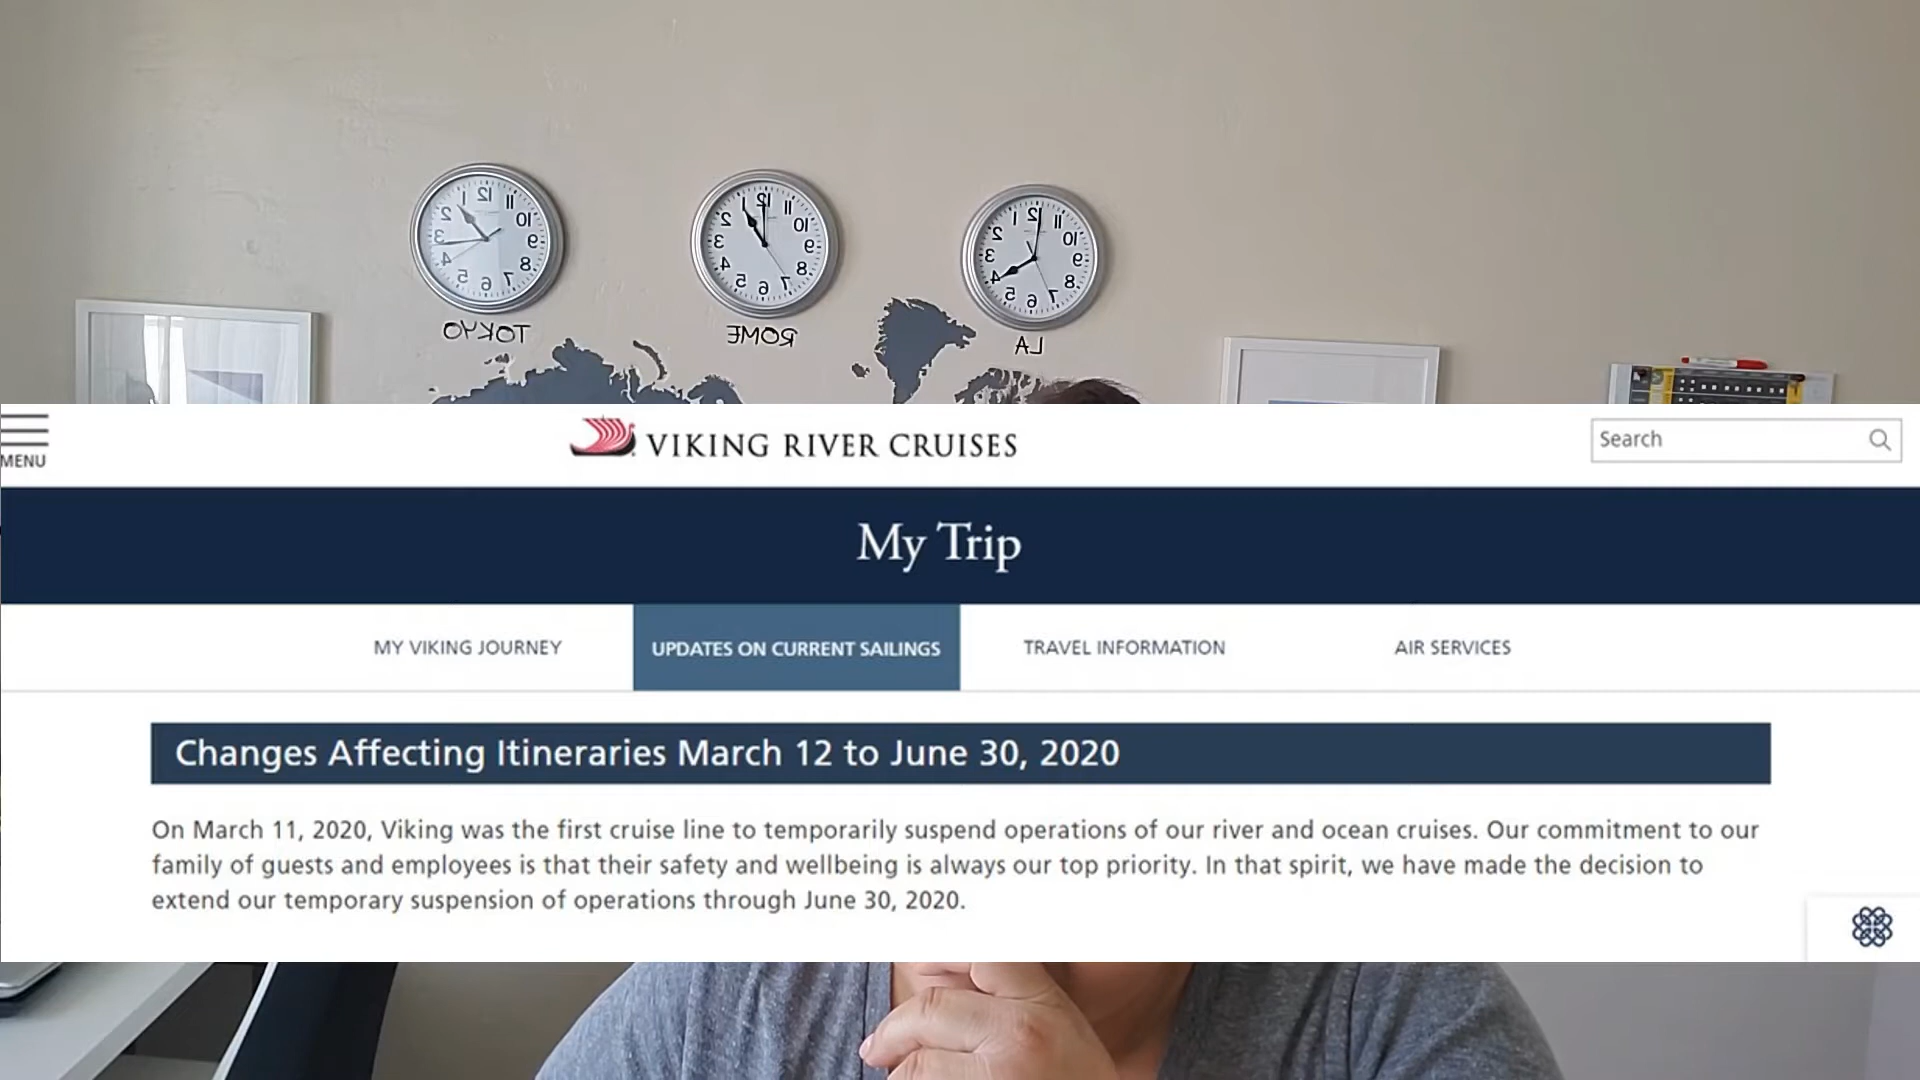 TOKYO
ROME
LA
MENU
VIKING RIVER CRUISES
Search
My Trip
MY VIKING JOURNEY
UPDATES ON CURRENT SAILINGS
TRAVEL INFORMATION
AIR SERVICES
Changes Affecting Itineraries March 12 to June 30, 2020
On March 11, 2020, Viking was the first cruise line to temporarily suspend operations of our river and ocean cruises. Our commitment to our
family of guests and employees is that their safety and wellbeing is always our top priority. In that spirit, we have made the decision to
extend our temporary suspension of operations through June 30, 2020.